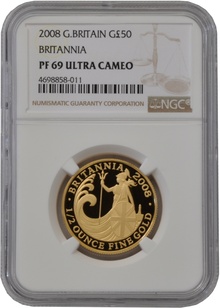 2008 G.BRITAIN G£50
BRITANNIA
PF 69 ULTRA CAMEO
4698858-011
NUMISMATIC GUARANTY CORPORATION
NGC
BRITANNIA 2008
1/2 OUNCE FINE GOLD